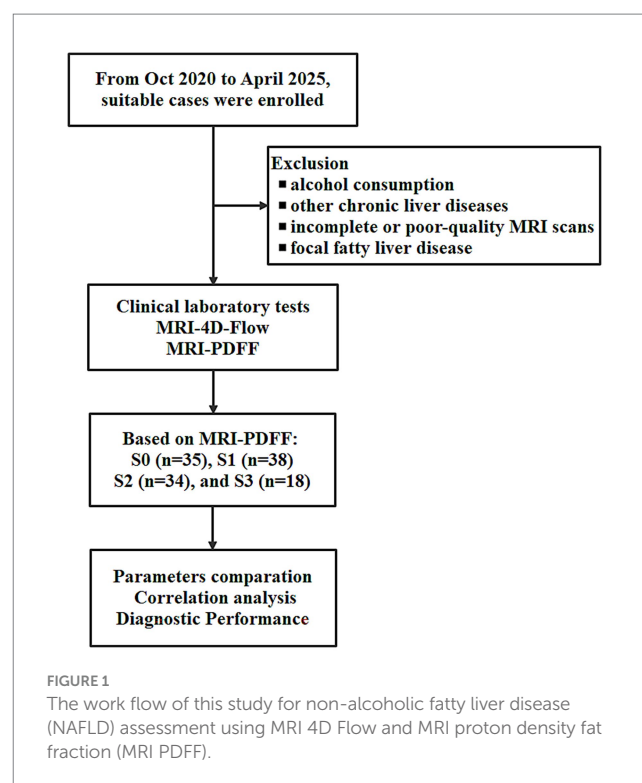 From Oct 2020 to April 2025,
suitable cases were enrolled
Exclusion
▪ alcohol consumption
▪ other chronic liver diseases
▪ incomplete or poor-quality MRI scans
▪ focal fatty liver disease
Clinical laboratory tests
MRI-4D-Flow
MRI-PDFF
Based on MRI-PDFF:
S0 (n=35), S1 (n=38)
S2 (n=34), and S3 (n=18)
Parameters comparation
Correlation analysis
Diagnostic Performance
FIGURE 1
The work flow of this study for non-alcoholic fatty liver disease
(NAFLD) assessment using MRI 4D Flow and MRI proton density fat
fraction (MRI PDFF).